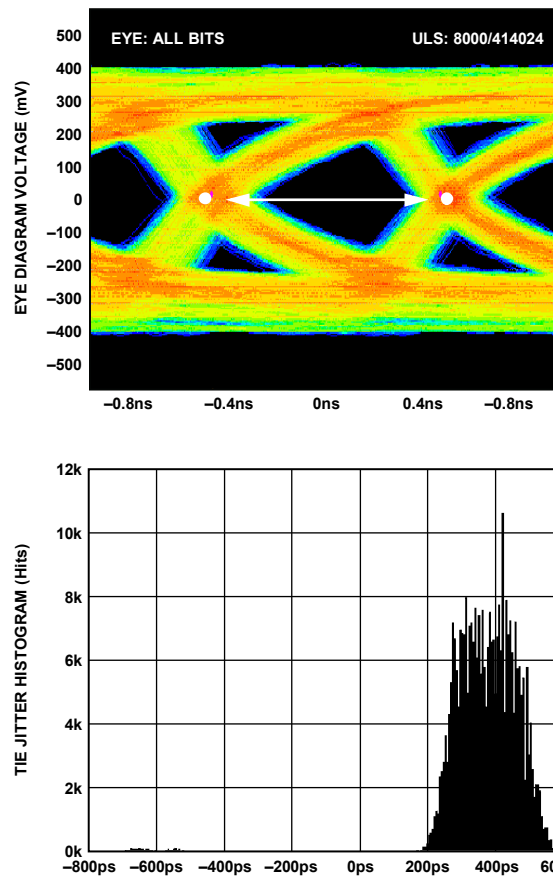 EYE: ALL BITS
ULS: 8000/414024
EYE DIAGRAM VOLTAGE (mV)
500
400
300
200
100
0
–100
–200
–300
–400
–500
–0.8ns
–0.4ns
0ns
0.4ns
–0.8ns
TIE JITTER HISTOGRAM (Hits)
12k
10k
8k
6k
4k
2k
0k
–800ps
–600ps
–400ps
–200ps
0ps
200ps
400ps